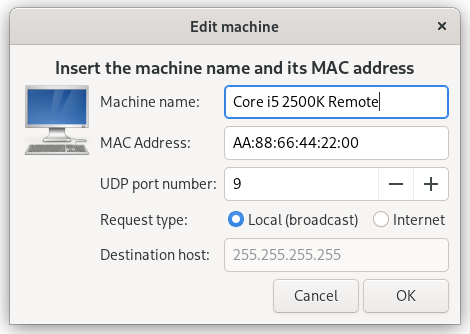 Edit machine
Insert the machine name and its MAC address
Machine name: Core i5 2500K Remote
MAC Address: AA:88:66:44:22:00
UDP port number: 9
Request type: Local (broadcast) Internet
Destination host: 255.255.255.255
Cancel OK